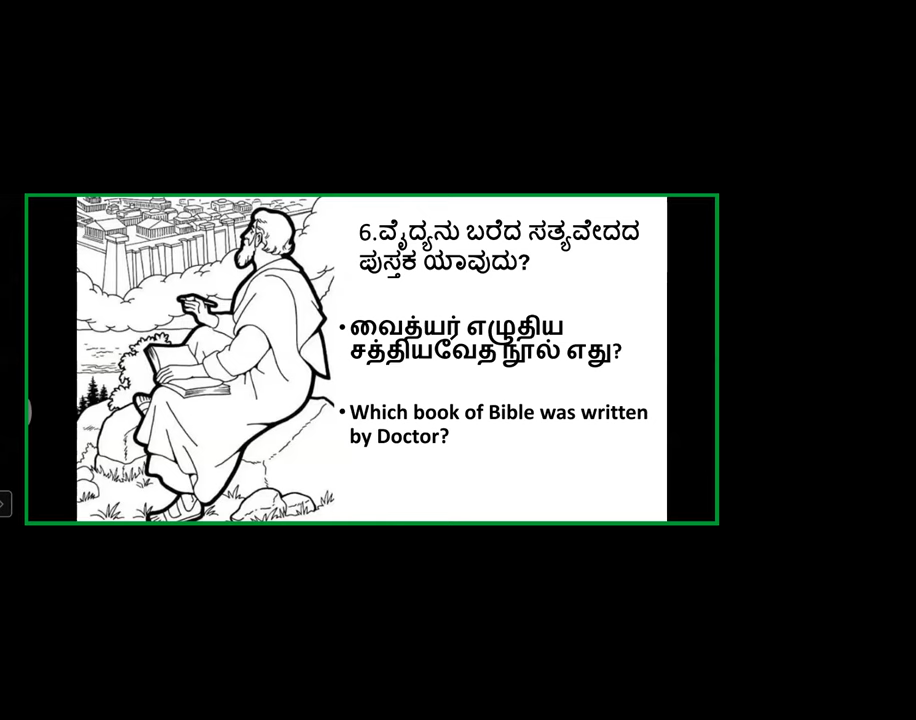 6.ವೈದ್ಯನು ಬರೆದ ಸತ್ಯವೇದದ
ಪುಸ್ತಕ ಯಾವುದು?
• வைத்யர் எழுதிய
சத்தியவேத நூல் எது?
• Which book of Bible was written
by Doctor?